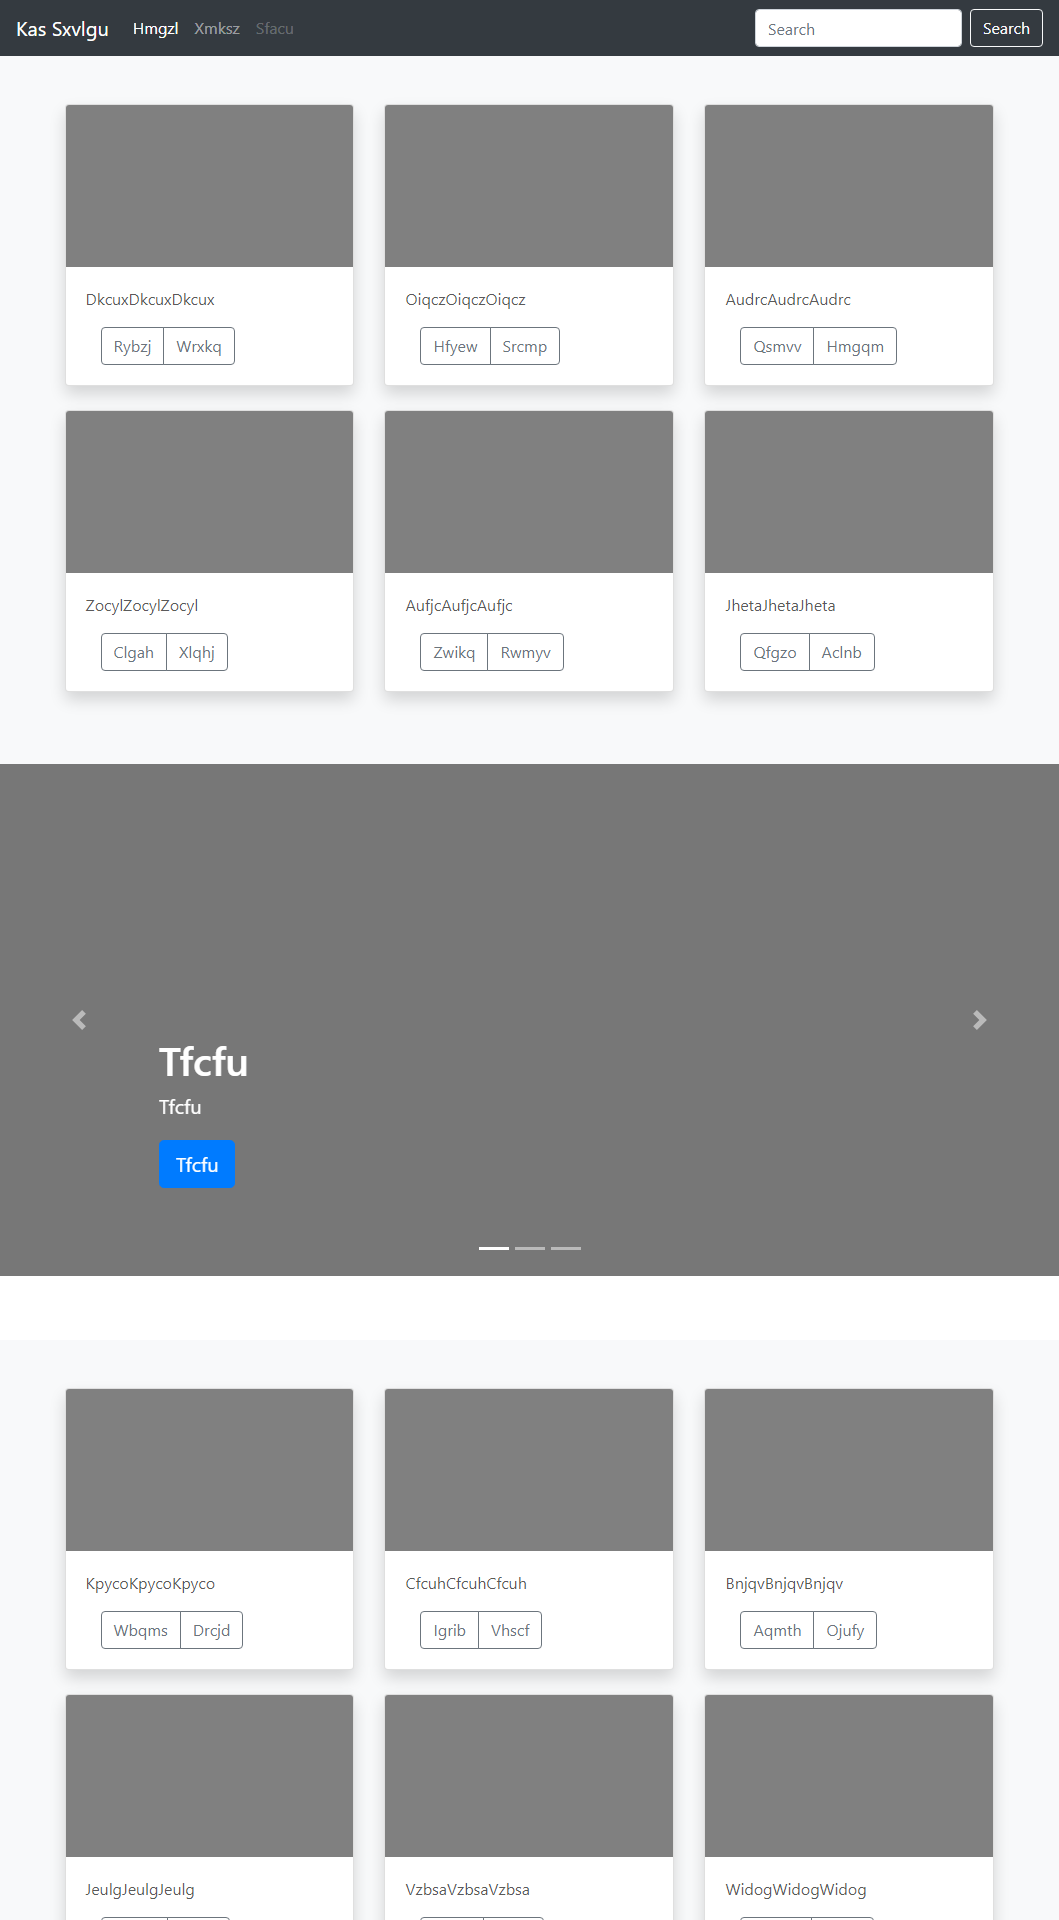 Kas Sxvlgu Hmgzl Xmksz Sfacu Search Search
DkcuxDkcuxDkcux
Rybzj Wrxkq
OiqczOiqczOiqcz
Hfyew Srcmp
AudrcAudrcAudrc
Qsmvv Hmgqm
ZocylZocylZocyl
Clgah Xlqhj
AufjcAufjcAufjc
Zwikq Rwmyv
JhetaJhetaJheta
Qfgzo Aclnb
Tfcfu
Tfcfu
Tfcfu
KpycoKpycoKpyco
Wbqms Drcjd
CfcuhCfcuhCfcuh
Igrib Vhscf
BnjqvBnjqvBnjqv
Aqmth Ojufy
JeulgJeulgJeulg
VzbsaVzbsaVzbsa
WidogWidogWidog